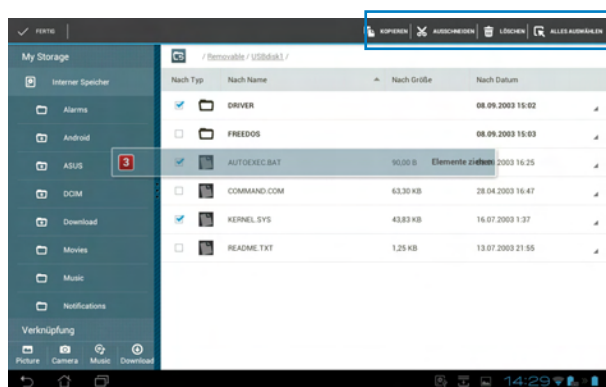 FERTIG
KOPIEREN AUSSCHNEIDEN LÖSCHEN ALLES AUSWÄHLEN
My Storage
/ Removable / USBdisk1 /
Interner Speicher
Nach Typ Nach Name Nach Größe Nach Datum
Alarms
DRIVER 08.09.2003 15:02
Android
FREEDOS 08.09.2003 15:03
ASUS
3
AUTOEXEC.BAT 90,00 B Elemente ziehen 2003 16:25
DCIM
COMMAND.COM 63,30 KB 28.04.2003 16:47
Download
KERNEL.SYS 43,83 KB 16.07.2003 1:37
Movies
README.TXT 1,25 KB 13.07.2003 21:55
Music
Notifications
Verknüpfung
Picture Camera Music Download
14:29